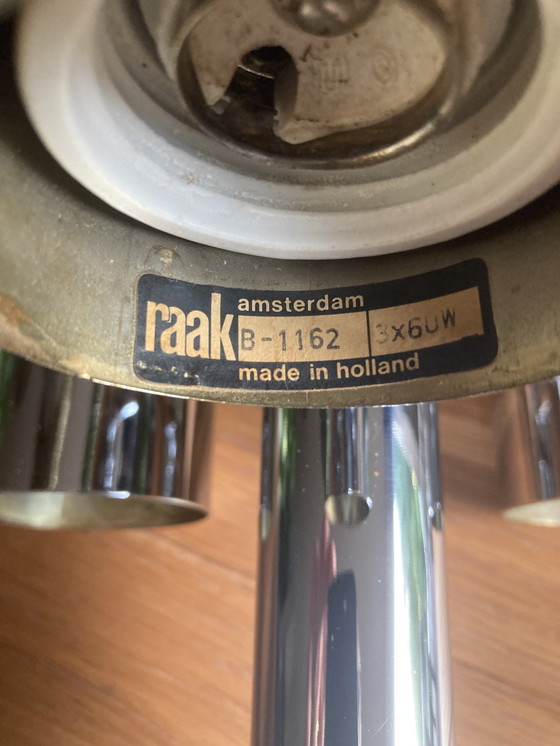 amsterdam
raak B-1162 3x60W
made in holland